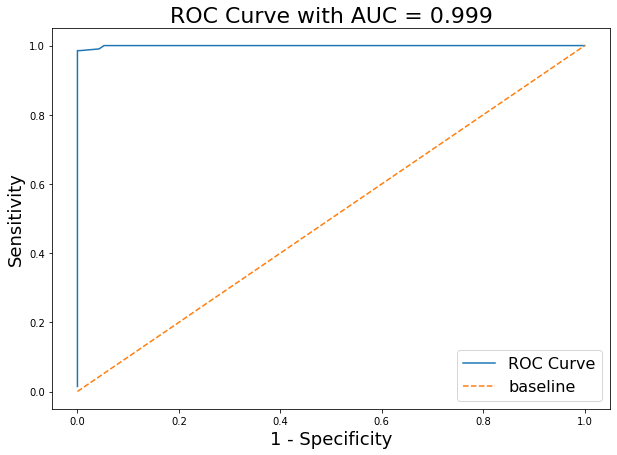 ROC Curve with AUC = 0.999
Sensitivity
1.0
0.8
0.6
0.4
0.2
0.0
0.0 0.2 0.4 0.6 0.8 1.0
1 - Specificity
ROC Curve
baseline